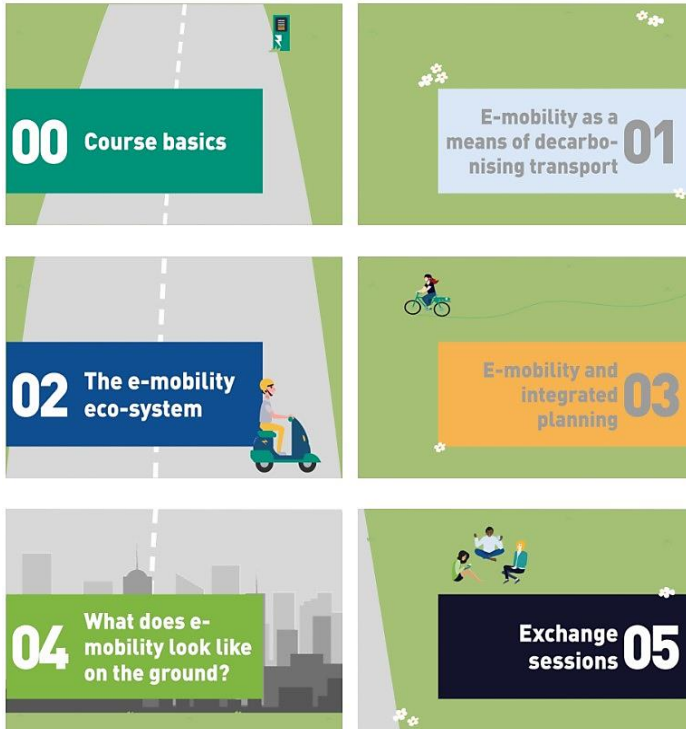 00 Course basics
E-mobility as a
means of decarbo-
nising transport
01
02
The e-mobility
eco-system
E-mobility and
integrated
planning
03
04
What does e-
mobility look like
on the ground?
Exchange
sessions
05